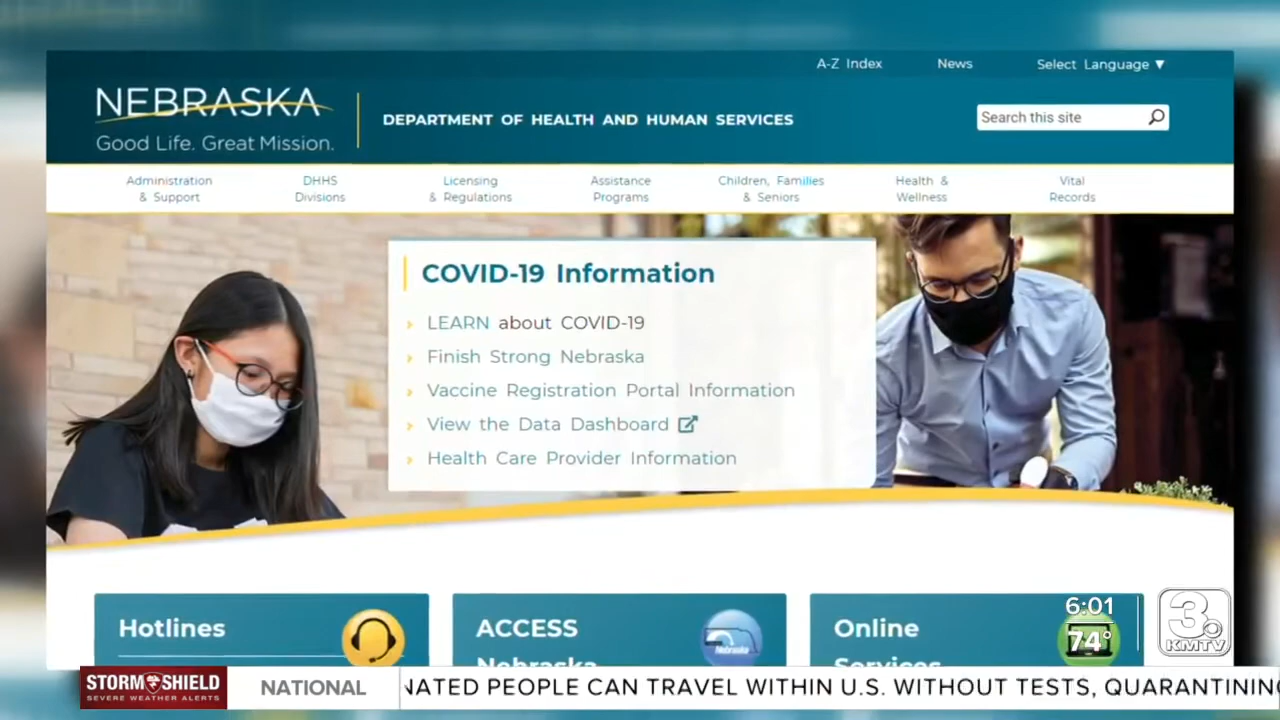 A-Z Index News Select Language ▼
NEBRASKA
Good Life. Great Mission.
DEPARTMENT OF HEALTH AND HUMAN SERVICES
Search this site
Administration
& Support
DHHS
Divisions
Licensing
& Regulations
Assistance
Programs
Children, Families
& Seniors
Health &
Wellness
Vital
Records
COVID-19 Information
LEARN about COVID-19
Finish Strong Nebraska
Vaccine Registration Portal Information
View the Data Dashboard
Health Care Provider Information
Hotlines
ACCESS
Nebraska
Nebraska
Online
Services
6:01
74°
3
KMTV
STORM SHIELD
SEVERE WEATHER ALERTS
NATIONAL
NATED PEOPLE CAN TRAVEL WITHIN U.S. WITHOUT TESTS, QUARANTINING